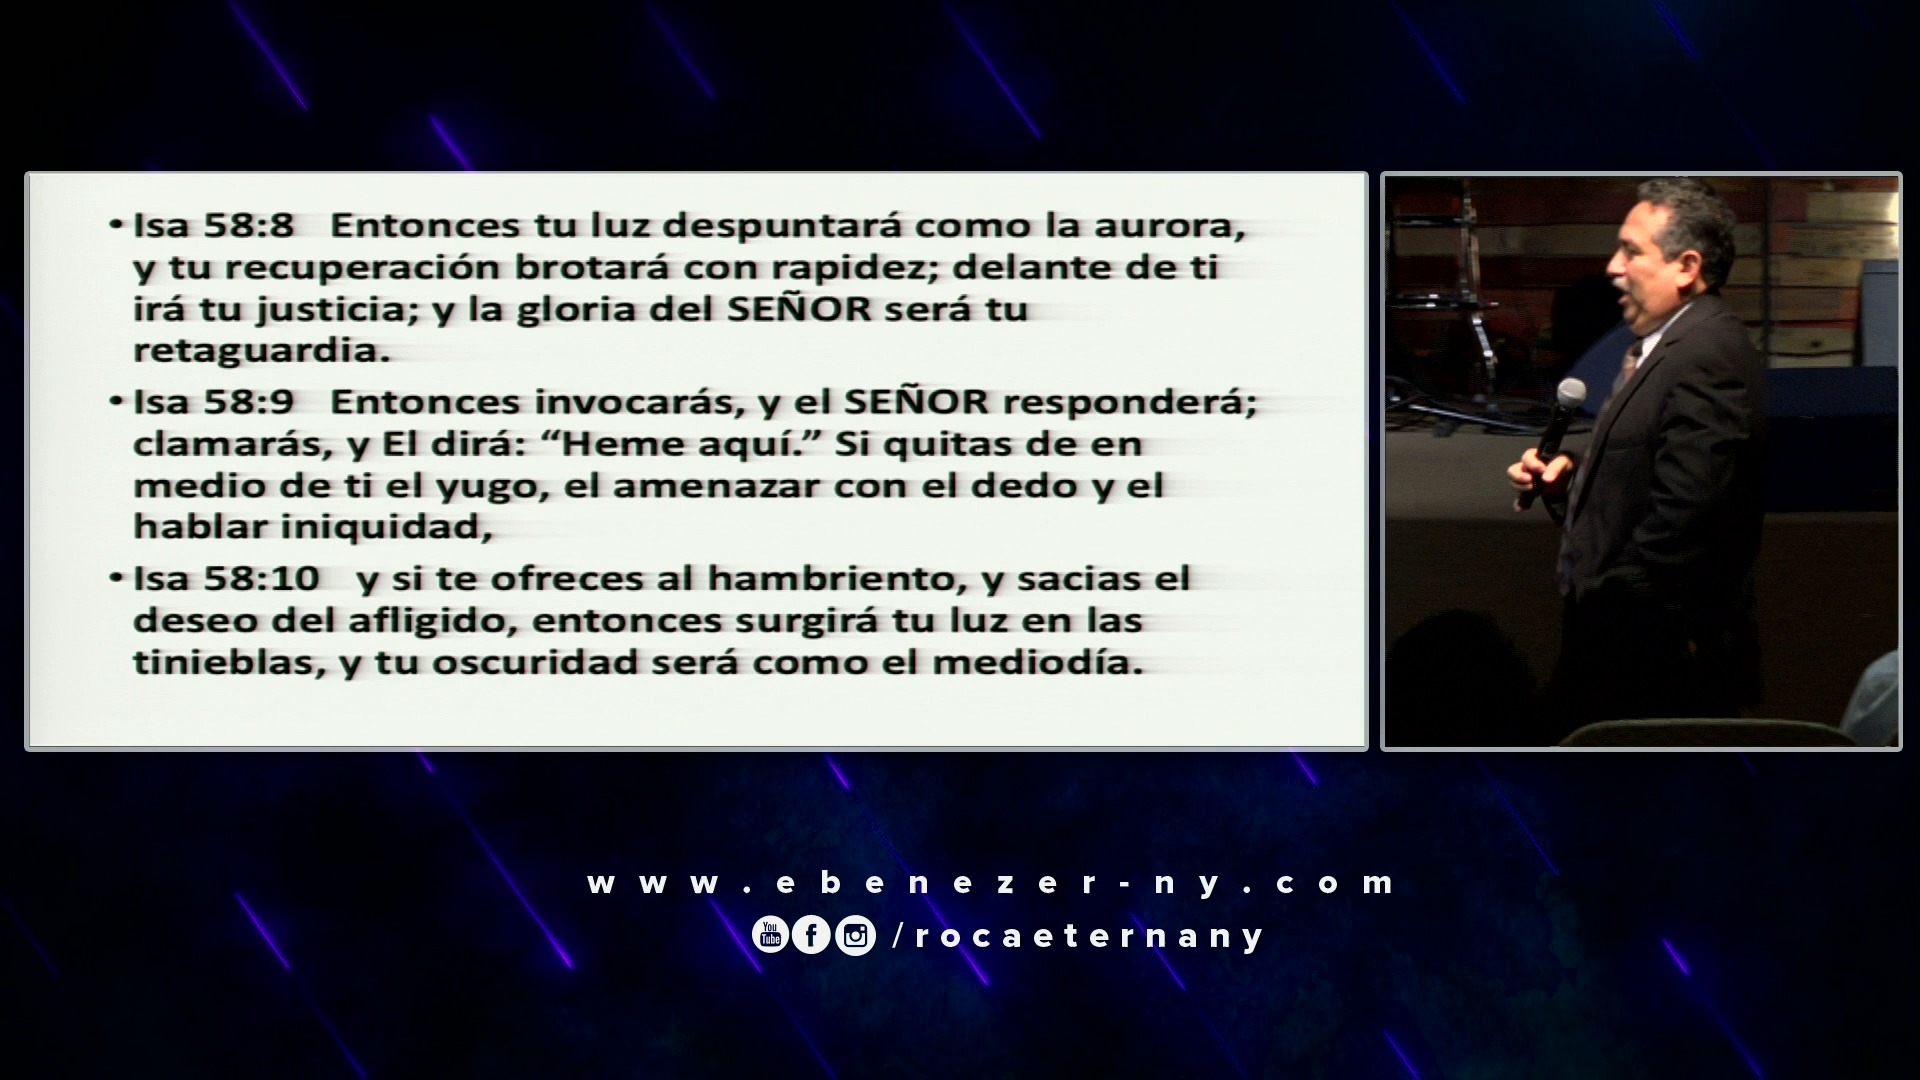 • Isa 58:8 Entonces tu luz despuntará como la aurora,
y tu recuperación brotará con rapidez; delante de ti
irá tu justicia; y la gloria del SEÑOR será tu
retaguardia.
• Isa 58:9 Entonces invocarás, y el SEÑOR responderá;
clamarás, y El dirá: “Heme aquí.” Si quitas de en
medio de ti el yugo, el amenazar con el dedo y el
hablar iniquidad,
• Isa 58:10 y si te ofreces al hambriento, y sacias el
deseo del afligido, entonces surgirá tu luz en las
tinieblas, y tu oscuridad será como el mediodía.
www.ebenezer-ny.com
You Tube f /rocaeternany